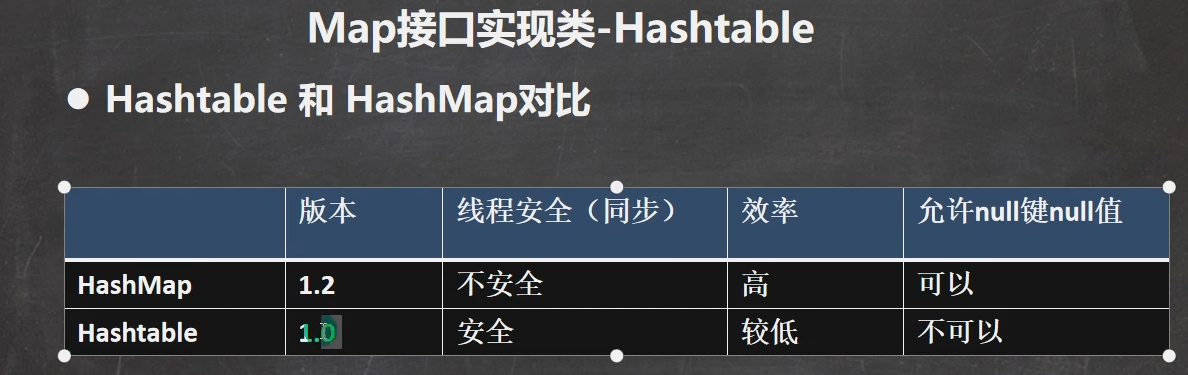 Map接口实现类-Hashtable
● Hashtable 和 HashMap对比
版本 线程安全（同步） 效率 允许null键null值
HashMap 1.2 不安全 高 可以
Hashtable 1.0 安全 较低 不可以